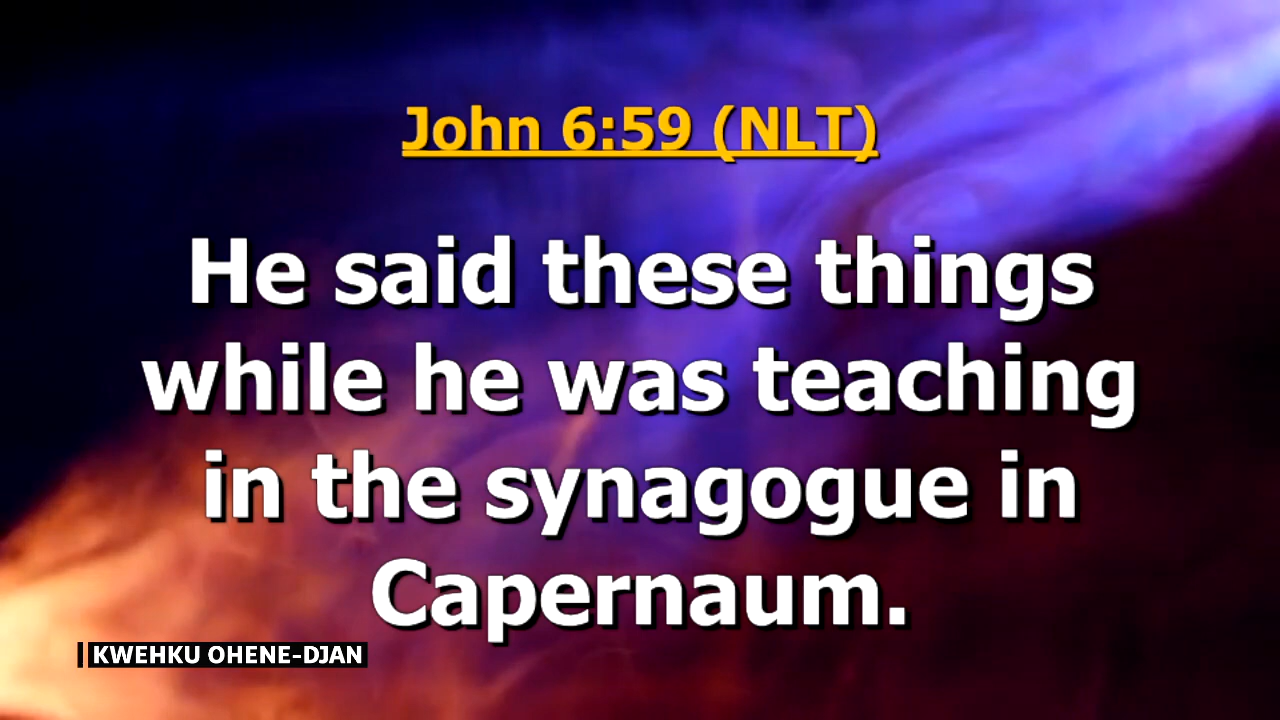 John 6:59 (NLT)
He said these things
while he was teaching
in the synagogue in
Capernaum.
KWEHKU OHENE-DJAN